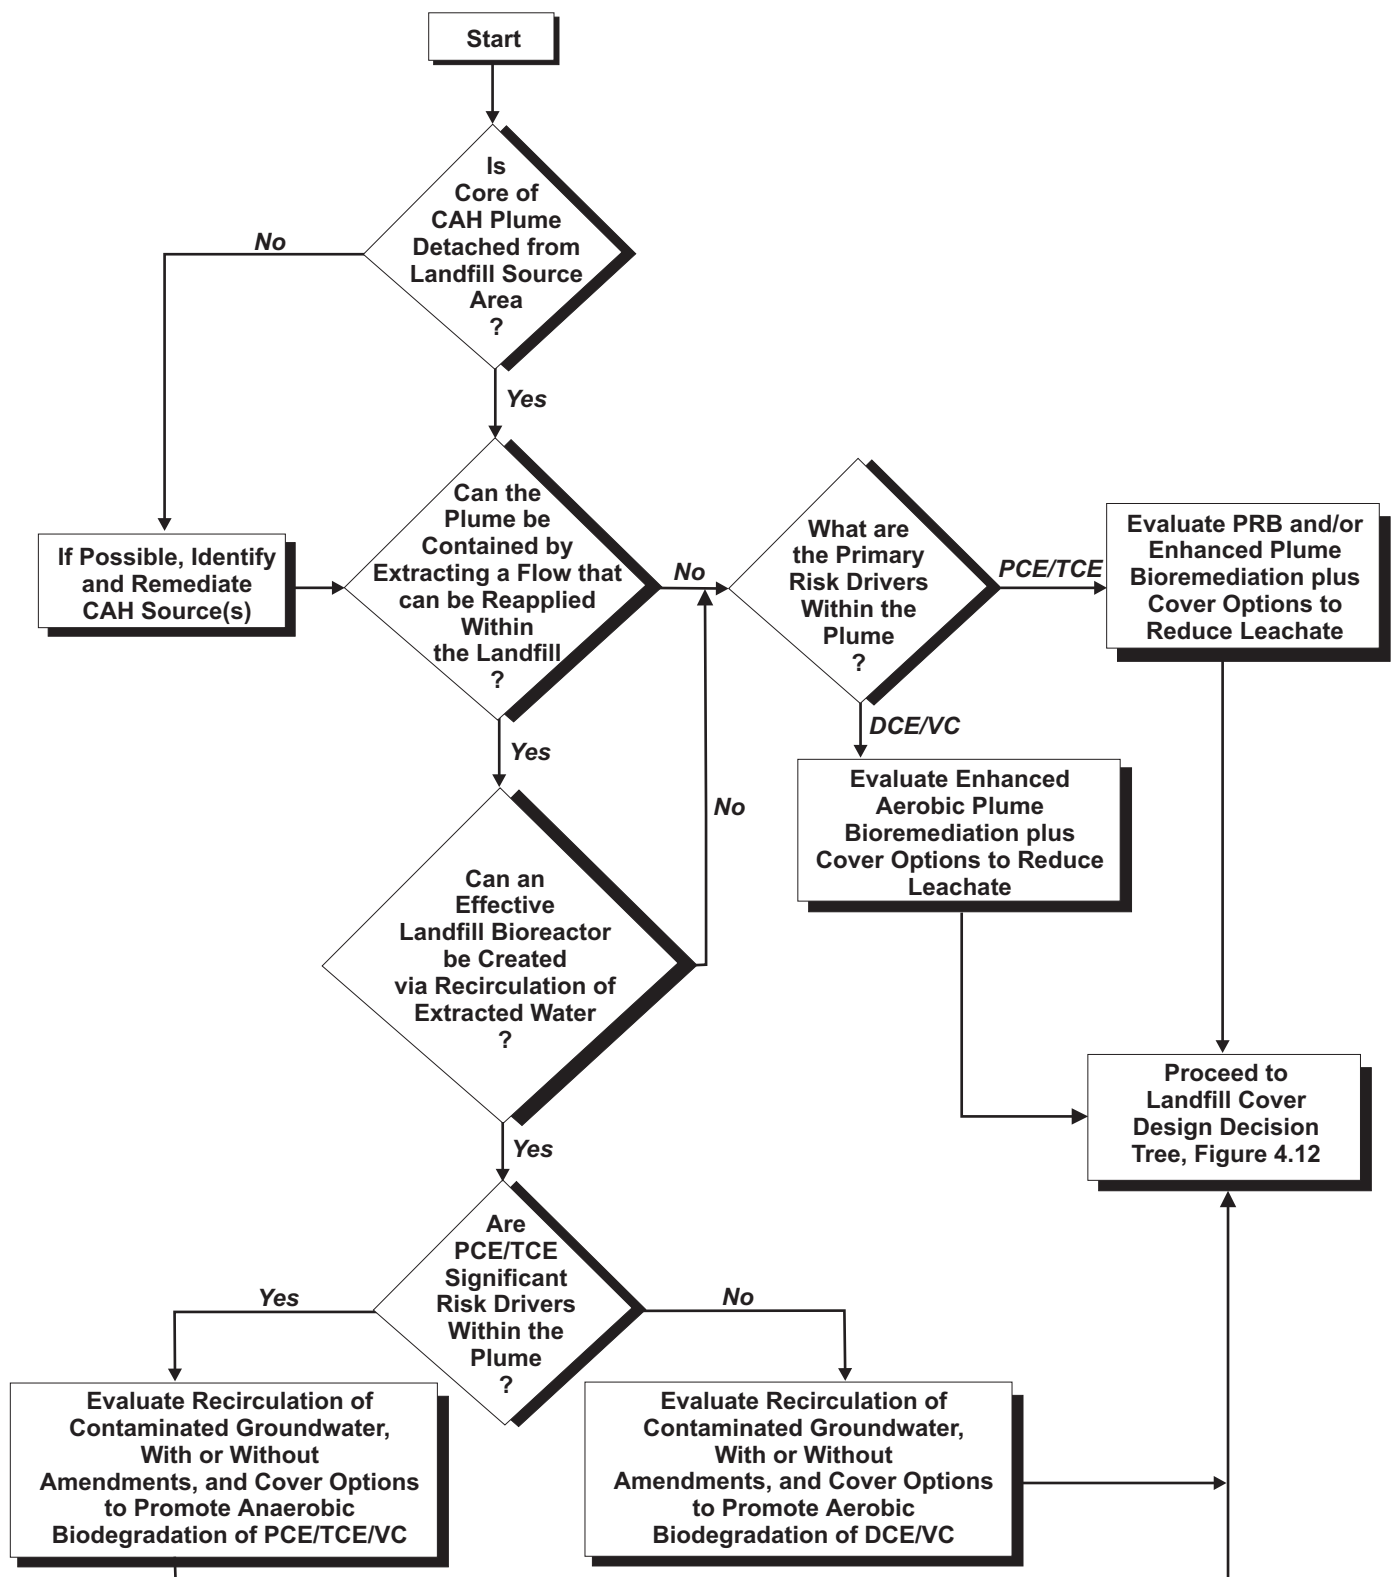 Start
Is
Core of
CAH Plume
Detached from
Landfill Source
Area
?
No
Yes
If Possible, Identify
and Remediate
CAH Source(s)
Can the
Plume be
Contained by
Extracting a Flow that
can be Reapplied
Within
the Landfill
?
No
What are
the Primary
Risk Drivers
Within the
Plume
?
PCE/TCE
Evaluate PRB and/or
Enhanced Plume
Bioremediation plus
Cover Options to
Reduce Leachate
DCE/VC
Yes
Evaluate Enhanced
Aerobic Plume
Bioremediation plus
Cover Options to Reduce
Leachate
No
Can an
Effective
Landfill Bioreactor
be Created
via Recirculation of
Extracted Water
?
Proceed to
Landfill Cover
Design Decision
Tree, Figure 4.12
Yes
Are
PCE/TCE
Significant
Risk Drivers
Within the
Plume
?
Yes
No
Evaluate Recirculation of
Contaminated Groundwater,
With or Without
Amendments, and Cover Options
to Promote Anaerobic
Biodegradation of PCE/TCE/VC
Evaluate Recirculation of
Contaminated Groundwater,
With or Without
Amendments, and Cover Options
to Promote Aerobic
Biodegradation of DCE/VC